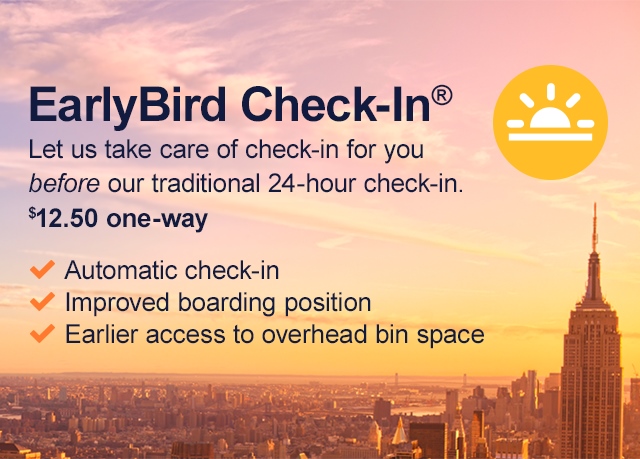 EarlyBird Check-In®
Let us take care of check-in for you
before our traditional 24-hour check-in.
$12.50 one-way
Automatic check-in
Improved boarding position
Earlier access to overhead bin space